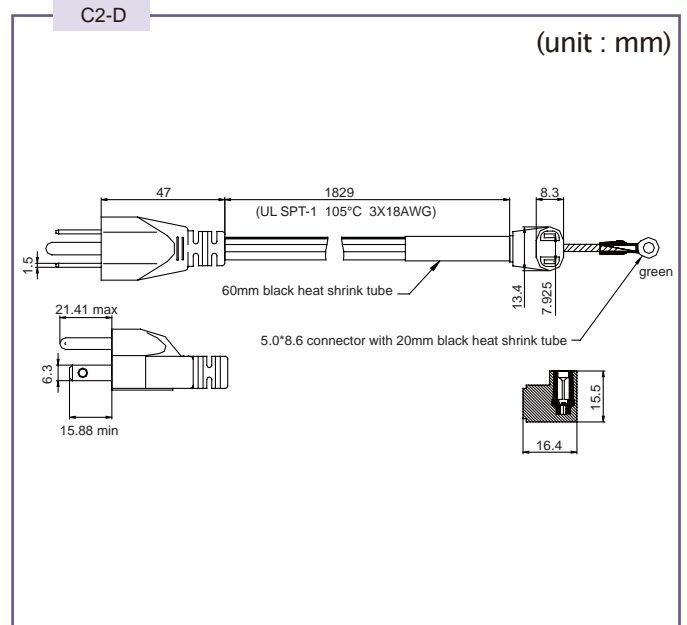 C2-D
(unit : mm)
47
1829
8.3
(UL SPT-1 105°C 3X18AWG)
1.5
60mm black heat shrink tube
13.4
7.925
green
21.41 max
5.0*8.6 connector with 20mm black heat shrink tube
6.3
15.88 min
15.5
16.4